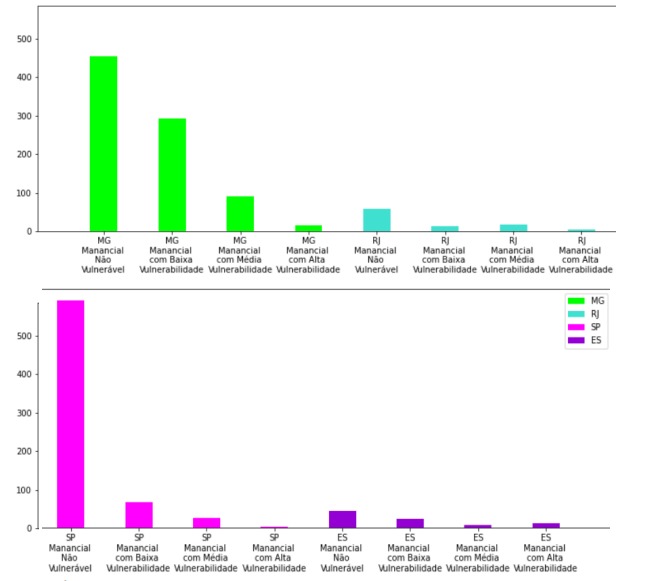 500
400
300
200
100
0
MG MG MG MG RJ RJ RJ RJ
Manancial Manancial Manancial Manancial Manancial Manancial Manancial Manancial
Não com Baixa com Média com Alta Não com Baixa com Média com Alta
Vulnerável Vulnerabilidade Vulnerabilidade Vulnerabilidade Vulnerável Vulnerabilidade Vulnerabilidade Vulnerabilidade
MG
RJ
SP
ES
500
400
300
200
100
0
SP SP SP SP ES ES ES ES
Manancial Manancial Manancial Manancial Manancial Manancial Manancial Manancial
Não com Baixa com Média com Alta Não com Baixa com Média com Alta
Vulnerável Vulnerabilidade Vulnerabilidade Vulnerabilidade Vulnerável Vulnerabilidade Vulnerabilidade Vulnerabilidade